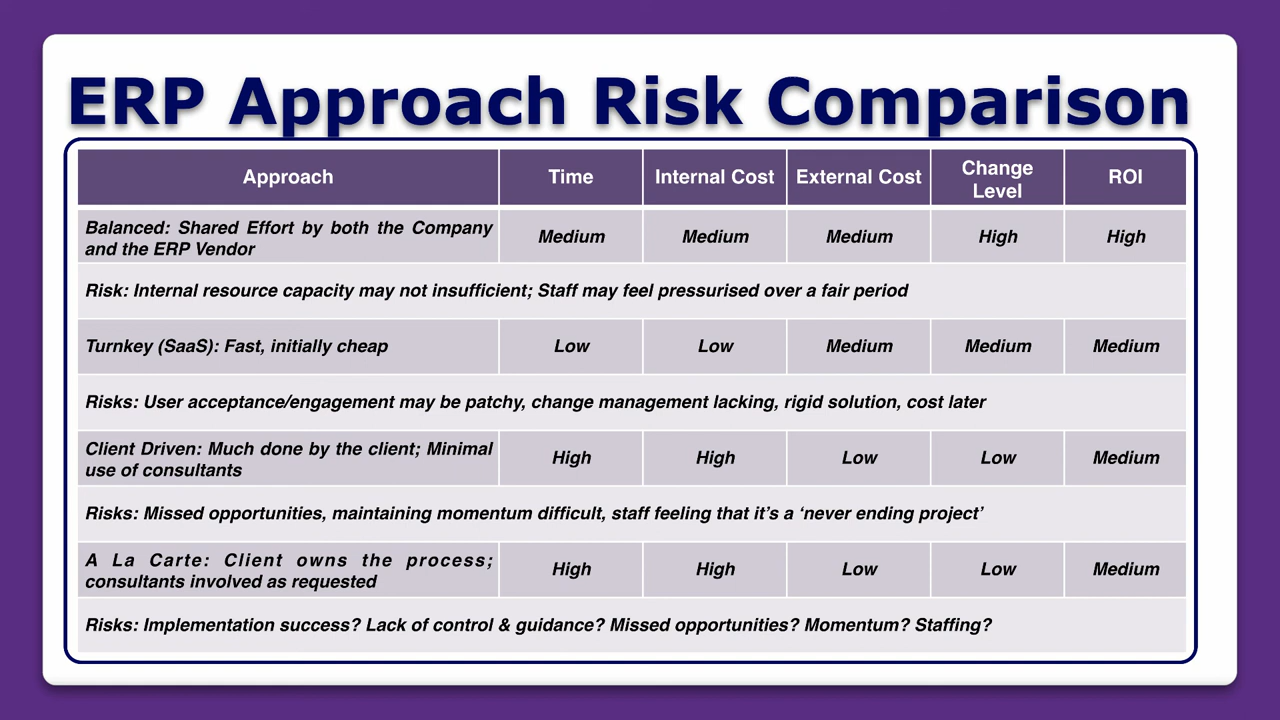 ERP Approach Risk Comparison
Approach Time Internal Cost External Cost Change Level ROI
Balanced: Shared Effort by both the Company
and the ERP Vendor
Medium Medium Medium High High
Risk: Internal resource capacity may not insufficient; Staff may feel pressurised over a fair period
Turnkey (SaaS): Fast, initially cheap Low Low Medium Medium Medium
Risks: User acceptance/engagement may be patchy, change management lacking, rigid solution, cost later
Client Driven: Much done by the client; Minimal
use of consultants
High High Low Low Medium
Risks: Missed opportunities, maintaining momentum difficult, staff feeling that it’s a ‘never ending project’
A La Carte: Client owns the process;
consultants involved as requested
High High Low Low Medium
Risks: Implementation success? Lack of control & guidance? Missed opportunities? Momentum? Staffing?